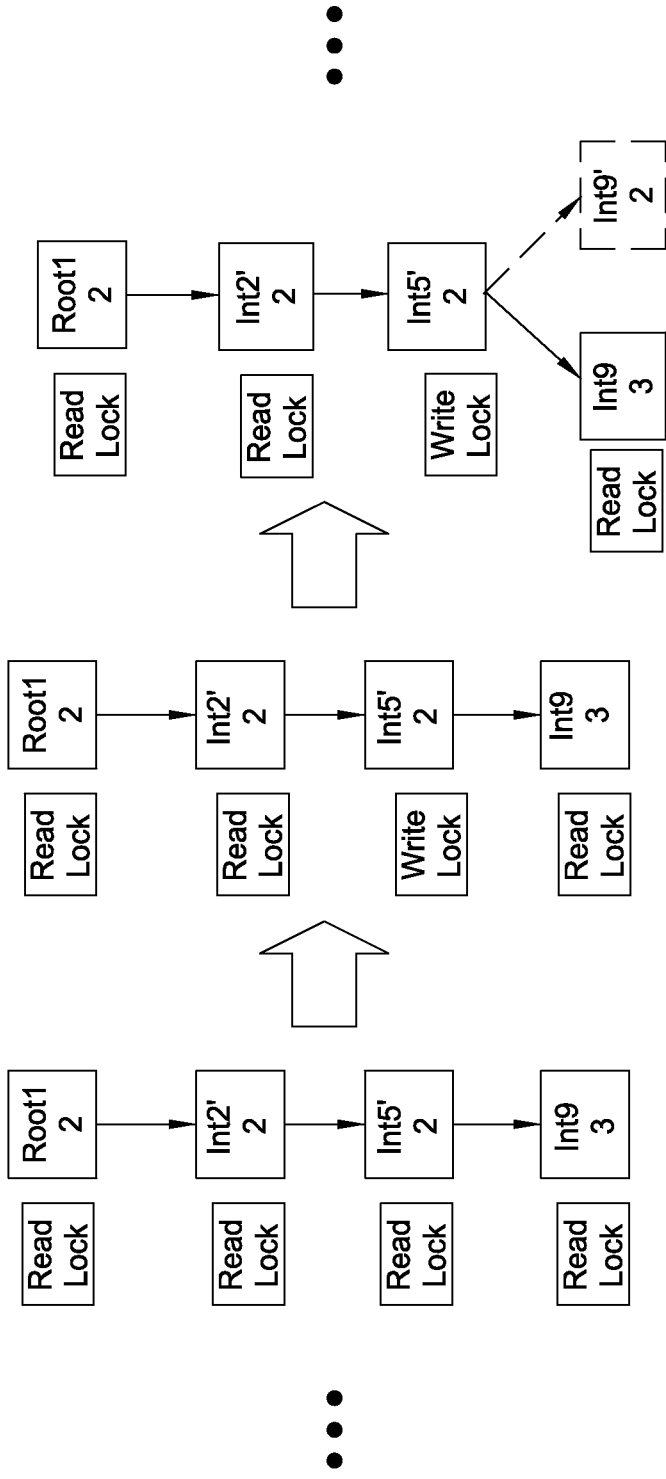 Read
Lock
Root1
2
Read
Lock
Int2'
2
Read
Lock
Int5'
2
Read
Lock
Int9
3
Read
Lock
Root1
2
Read
Lock
Int2'
2
Write
Lock
Int5'
2
Read
Lock
Int9
3
Read
Lock
Root1
2
Read
Lock
Int2'
2
Write
Lock
Int5'
2
Read
Lock
Int9
3
Int9'
2